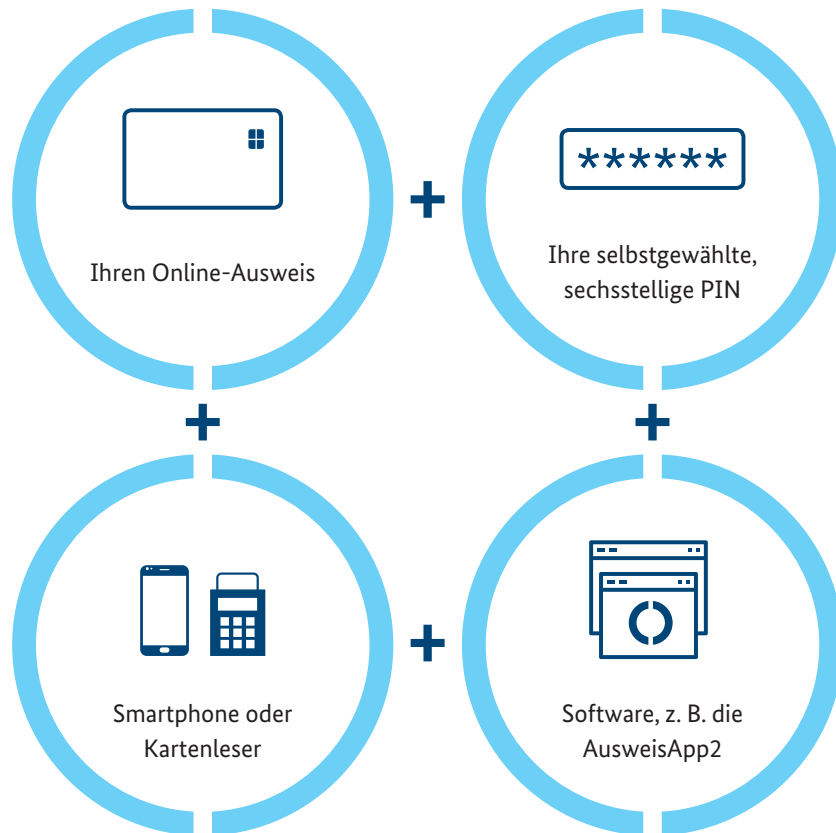 ******
Ihren Online-Ausweis
Ihre selbstgewählte,
sechsstellige PIN
Smartphone oder
Kartenleser
Software, z. B. die
AusweisApp2